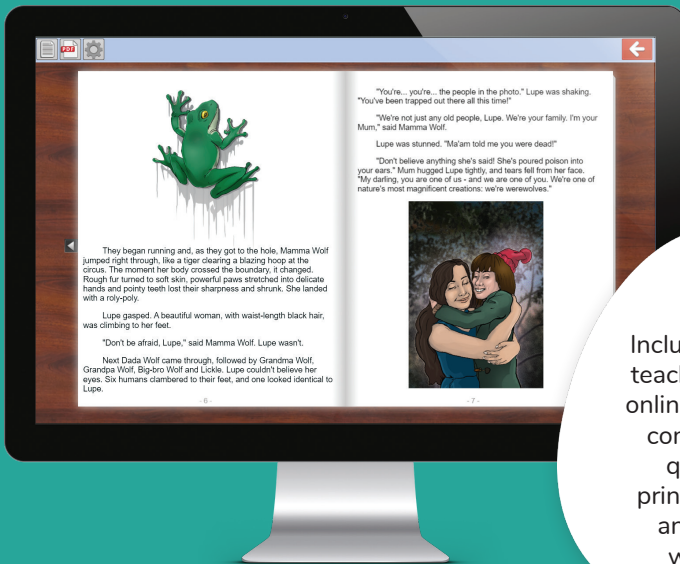 PDF
They began running and, as they got to the hole, Mamma Wolf
jumped right through, like a tiger clearing a blazing hoop at the
circus. The moment her body crossed the boundary, it changed.
Rough fur turned to soft skin, powerful paws stretched into delicate
hands and pointy teeth lost their sharpness and shrunk. She landed
with a roly-poly.
Lupe gasped. A beautiful woman, with waist-length black hair,
was climbing to her feet.
"Don't be afraid, Lupe," said Mamma Wolf. Lupe wasn't.
Next Dada Wolf came through, followed by Grandma Wolf,
Grandpa Wolf, Big-bro Wolf and Lickle. Lupe couldn't believe her
eyes. Six humans clambered to their feet, and one looked identical to
Lupe.
- 6 -
"You're... you're... the people in the photo." Lupe was shaking.
"You've been trapped out there all this time!"
"We're not just any old people, Lupe. We're your family. I'm your
Mum," said Mamma Wolf.
Lupe was stunned. "Ma'am told me you were dead!"
"Don't believe anything she's said! She's poured poison into
your ears." Mum hugged Lupe tightly, and tears fell from her face.
"My darling, you are one of us - and we are one of you. We're one of
nature's most magnificent creations: we're werewolves."
- 7 -
teach
online